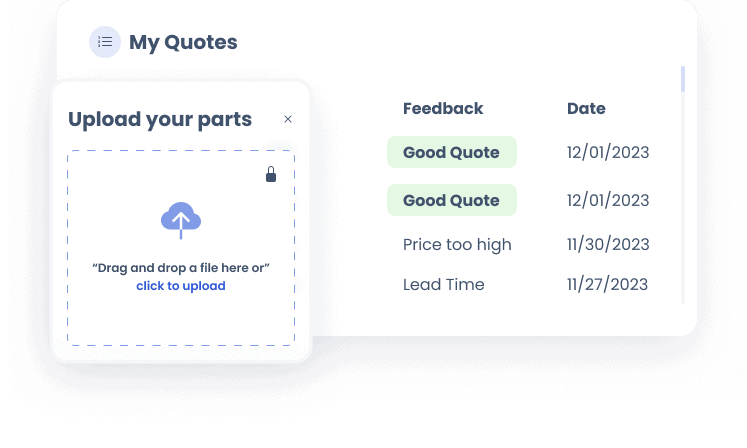 My Quotes
Upload your parts
“Drag and drop a file here or”
click to upload
Feedback Date
Good Quote 12/01/2023
Good Quote 12/01/2023
Price too high 11/30/2023
Lead Time 11/27/2023